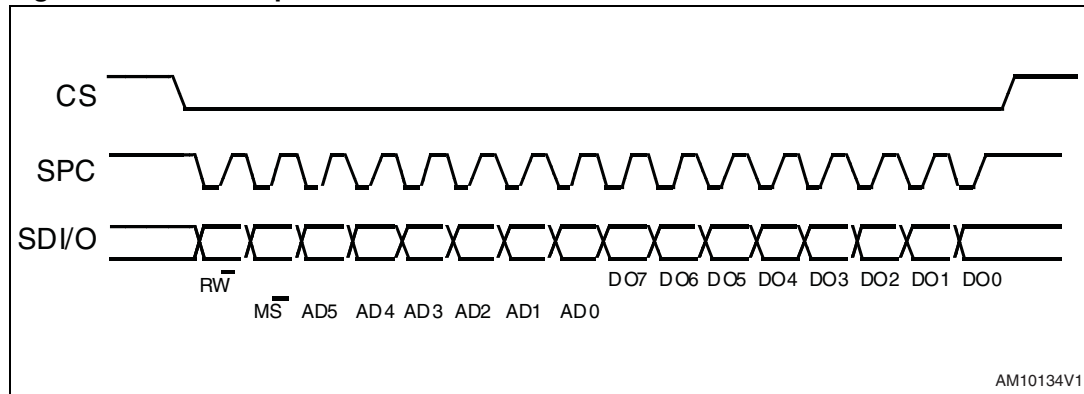 CS
SPC
SDI/O
RW
DO7 DO6 DO5 DO4 DO3 DO2 DO1 DO0
MS AD5 AD4 AD3 AD2 AD1 AD0
AM10134V1